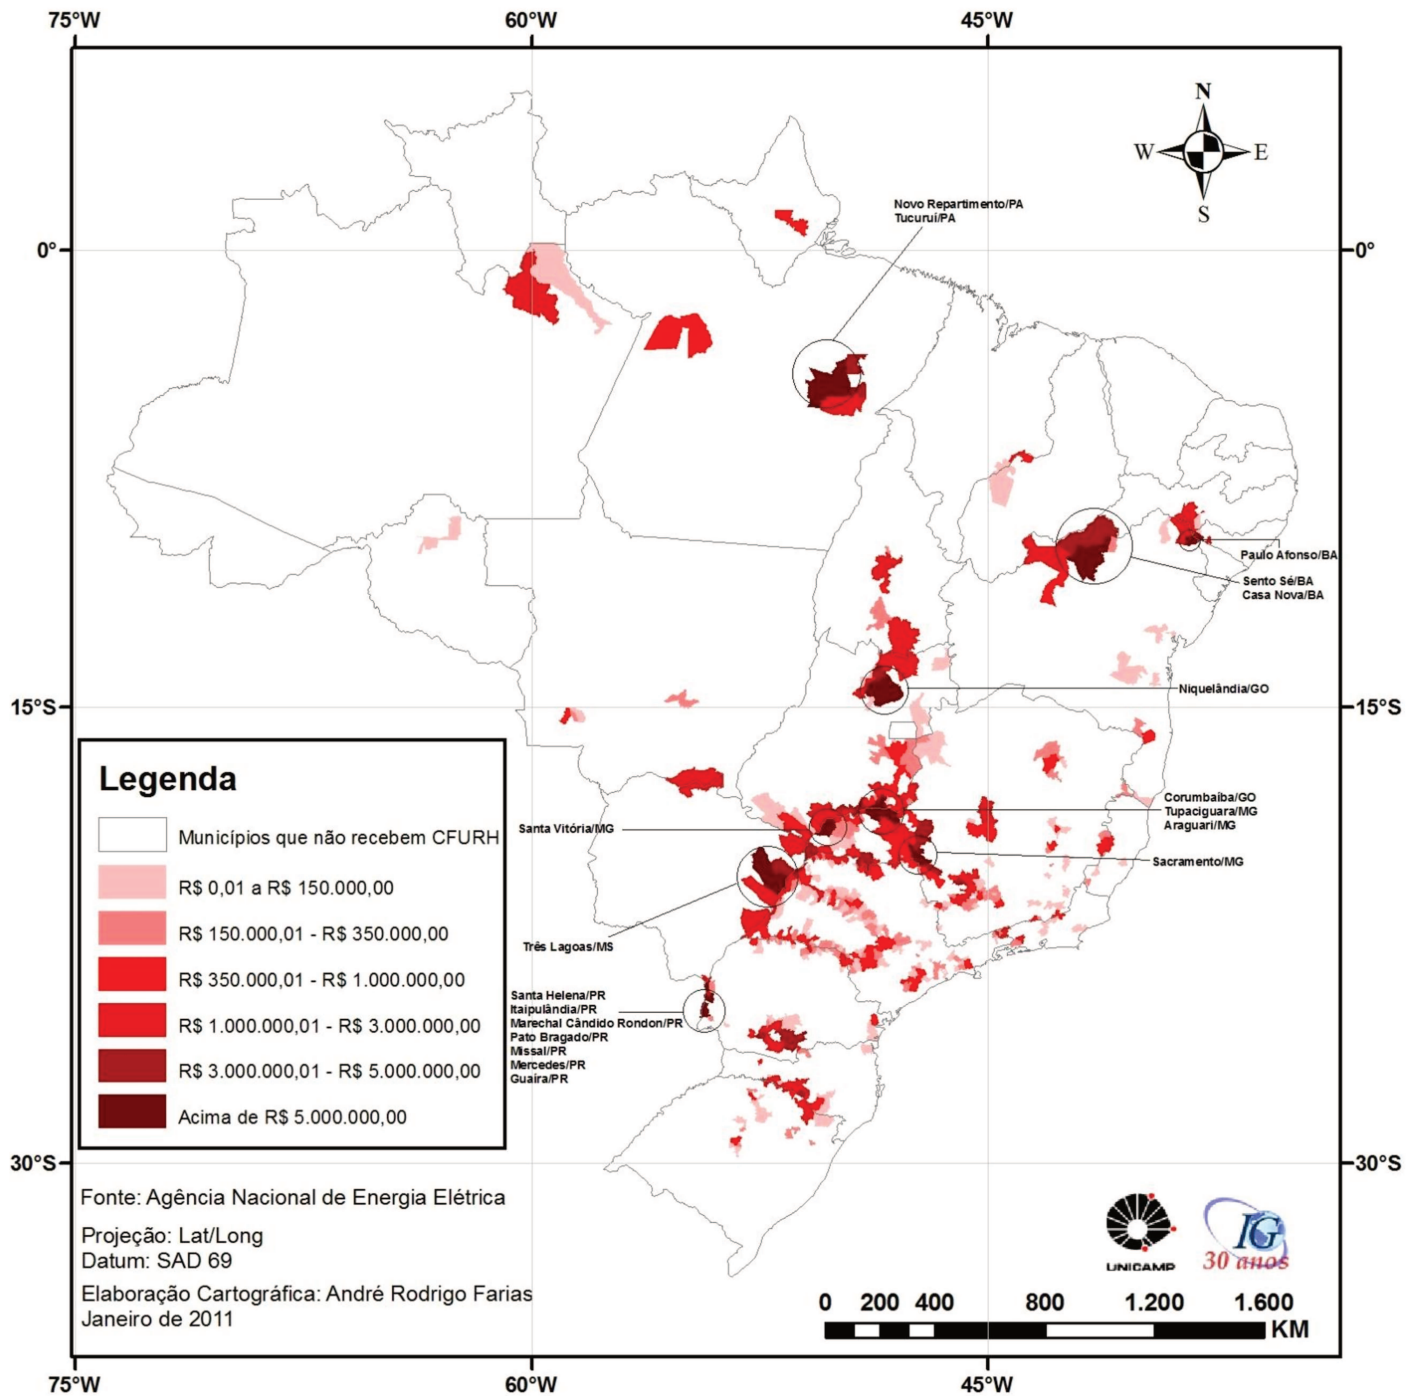 75°W
60°W
45°W
N
W
E
S
Novo Repartimento/PA
Tucuruí/PA
0°
0°
Paulo Afonso/BA
Sento Sé/BA
Casa Nova/BA
Niquelândia/GO
15°S
15°S
Legenda
Municípios que não recebem CFURH
R$ 0,01 a R$ 150.000,00
R$ 150.000,01 - R$ 350.000,00
R$ 350.000,01 - R$ 1.000.000,00
R$ 1.000.000,01 - R$ 3.000.000,00
R$ 3.000.000,01 - R$ 5.000.000,00
Acima de R$ 5.000.000,00
Corumbaíba/GO
Tupaciguara/MG
Araguari/MG
Santa Vitória/MG
Sacramento/MG
Três Lagoas/MS
Santa Helena/PR
Itaipulândia/PR
Marechal Cândido Rondon/PR
Pato Bragado/PR
Missal/PR
Mercedes/PR
Guaíra/PR
30°S
30°S
Fonte: Agência Nacional de Energia Elétrica
Projeção: Lat/Long
Datum: SAD 69
Elaboração Cartográfica: André Rodrigo Farias
Janeiro de 2011
UNICAMP
IG
30 anos
0 200 400 800 1.200 1.600
KM
75°W
60°W
45°W